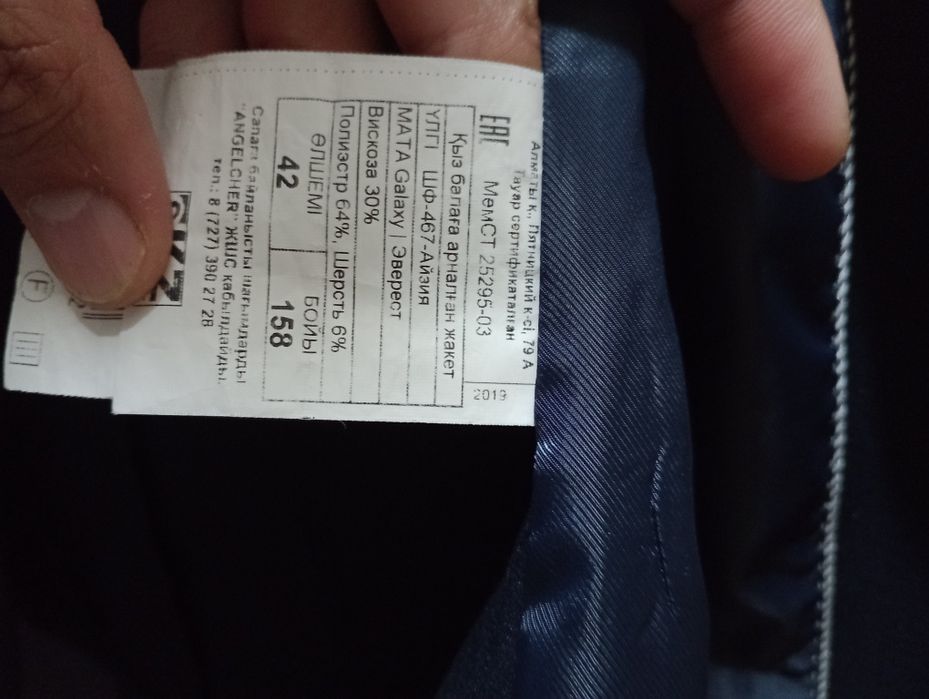 Алматы қ., Пятницкий к-сі, 79 А
Тауар сертификатталған
ЕАС МемСТ 25295-03 2019
Қыз балаға арналған жакет
ҮЛГІ ШФ-467-Айзия
МАТА Galaxy | Эверест
Вискоза 30%
Полиэстр 64%, Шерсть 6%
ӨЛШЕМІ БОЙЫ
42 158
Сапаға байланысты шағымдарды
"ANGELCHER" ЖШС қабылдайды.
тел.: 8 (727) 390 27 28
F